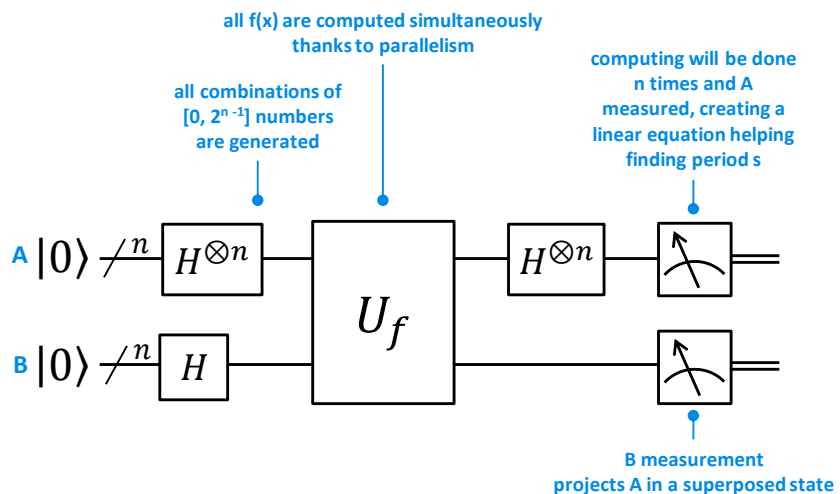 all f(x) are computed simultaneously
thanks to parallelism
computing will be done
n times and A
measured, creating a
linear equation helping
finding period s
all combinations of
[0, 2ⁿ ⁻¹] numbers
are generated
A |0⟩ n H⊗n U_f H⊗n
B |0⟩ n H
B measurement
projects A in a superposed state